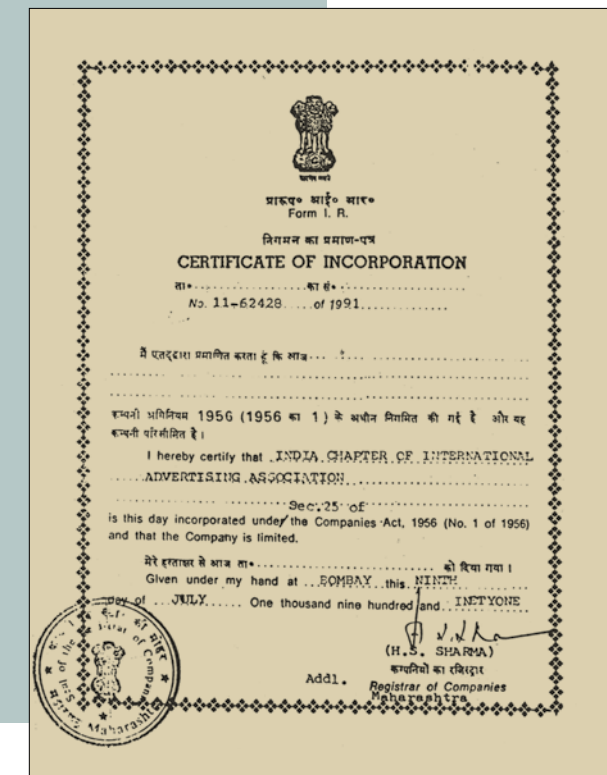 प्रारूप० आई० आर०
Form I. R.
निगमन का प्रमाण-पत्र
CERTIFICATE OF INCORPORATION
ता०.....................का सं०.....................
No. 11-62428.....of 1991.............
मैं एतद्द्वारा प्रमाणित करता हूं कि आज.....................
कम्पनी अधिनियम 1956 (1956 का 1) के अधीन निगमित की गई है और यह
कम्पनी परिसीमित है।
I hereby certify that INDIA CHAPTER OF INTERNATIONAL
ADVERTISING ASSOCIATION
Sec.25 of
is this day incorporated under the Companies Act, 1956 (No. 1 of 1956)
and that the Company is limited.
मेरे हस्ताक्षर से आज ता०..................... को दिया गया।
Given under my hand at BOMBAY this NINTH
day of JULY One thousand nine hundred and INETYONE
(H.S. SHARMA)
कम्पनियों का रजिस्ट्रार
Addl. Registrar of Companies
Maharashtra
Maharashtra